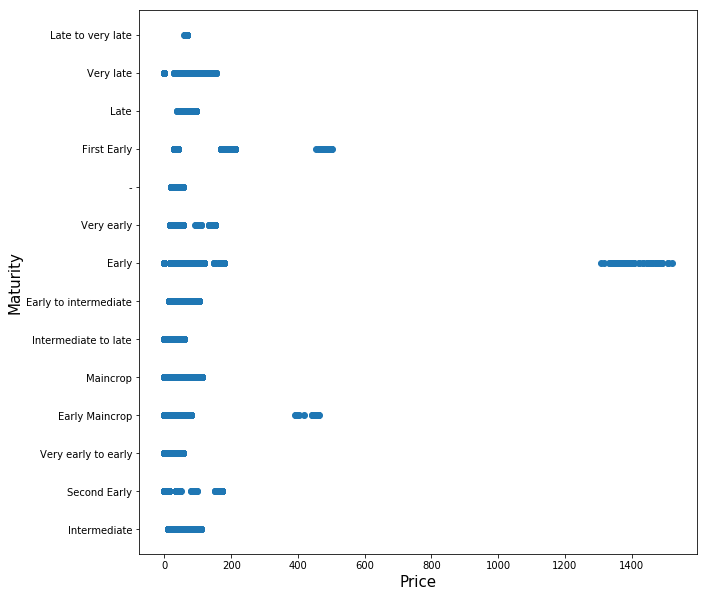 Late to very late
Very late
Late
First Early
-
Very early
Early
Early to intermediate
Intermediate to late
Maincrop
Early Maincrop
Very early to early
Second Early
Intermediate
Maturity
0 200 400 600 800 1000 1200 1400
Price